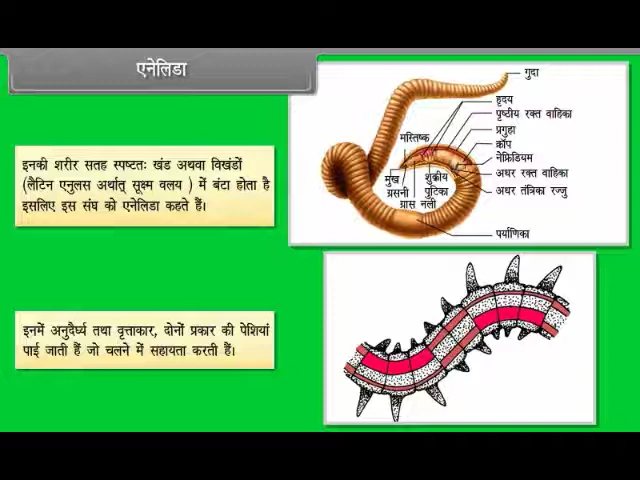 एनेलिडा
इनकी शरीर सतह स्पष्टतः खंड अथवा विखंडों
(लैटिन एनुलस अर्थात् सूक्ष्म वलय ) में बंटा होता है
इसलिए इस संघ को एनेलिडा कहते हैं।
गुदा
हृदय
पृष्ठीय रक्त वाहिका
मस्तिष्क
प्रगुहा
क्रॉप
नेफ्रिडियम
मुख
शुक्रीय
अधर रक्त वाहिका
ग्रसनी
पुटिका
अधर तंत्रिका रज्जु
ग्रास नली
पर्याणिका
इनमें अनुदैर्घ्य तथा वृत्ताकार, दोनों प्रकार की पेशियां
पाई जाती हैं जो चलने में सहायता करती हैं।